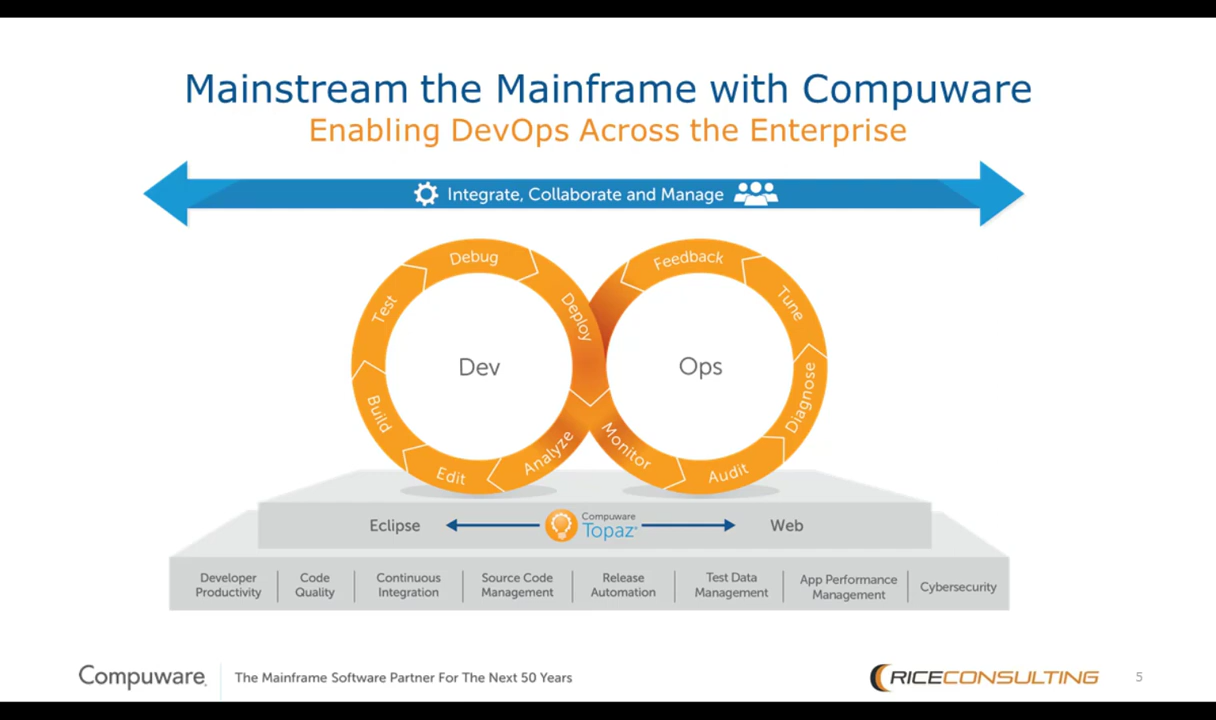 Mainstream the Mainframe with Compuware
Enabling DevOps Across the Enterprise
Integrate, Collaborate and Manage
Debug
Deploy
Test
Dev
Build
Edit
Analyze
Feedback
Tune
Ops
Diagnose
Monitor
Audit
Eclipse
Compuware
Topaz®
Web
Developer
Productivity
Code
Quality
Continuous
Integration
Source Code
Management
Release
Automation
Test Data
Management
App Performance
Management
Cybersecurity
Compuware.
The Mainframe Software Partner For The Next 50 Years
RICECONSULTING
5